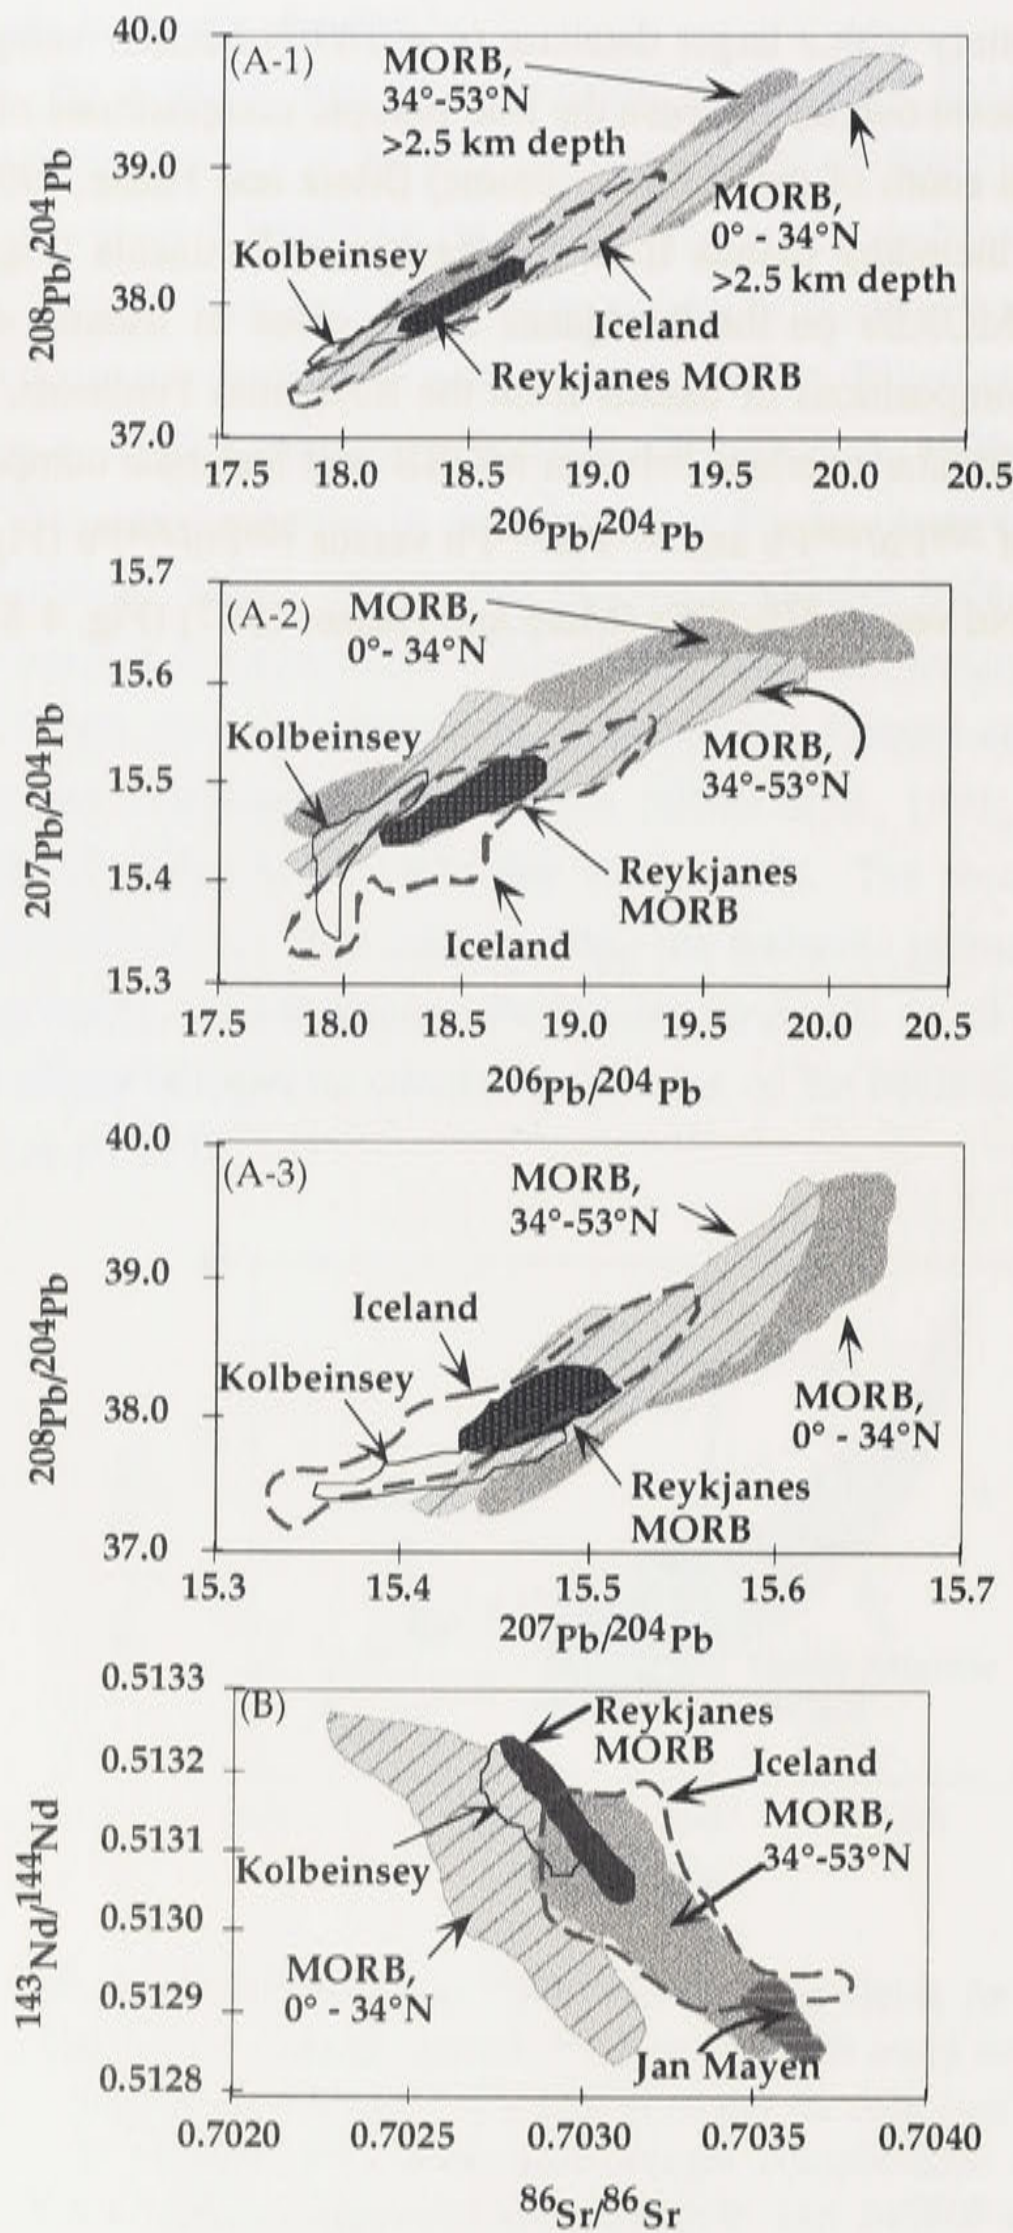 40.0
(A-1)
MORB,
34°-53°N
>2.5 km depth
39.0
MORB,
0° - 34°N
>2.5 km depth
Kolbeinsey
38.0
Iceland
Reykjanes MORB
37.0
208Pb/204Pb
17.5 18.0 18.5 19.0 19.5 20.0 20.5
206Pb/204Pb
15.7
(A-2)
MORB,
0°- 34°N
15.6
Kolbeinsey
MORB,
34°-53°N
15.5
15.4
Reykjanes
MORB
Iceland
15.3
207Pb/204Pb
17.5 18.0 18.5 19.0 19.5 20.0 20.5
206Pb/204Pb
40.0
(A-3)
MORB,
34°-53°N
39.0
Iceland
Kolbeinsey
38.0
MORB,
0° - 34°N
Reykjanes
MORB
37.0
208Pb/204Pb
15.3 15.4 15.5 15.6 15.7
207Pb/204Pb
0.5133
(B)
Reykjanes
MORB
Iceland
0.5132
MORB,
34°-53°N
0.5131
Kolbeinsey
0.5130
MORB,
0° - 34°N
0.5129
Jan Mayen
0.5128
143Nd/144Nd
0.7020 0.7025 0.7030 0.7035 0.7040
86Sr/86Sr